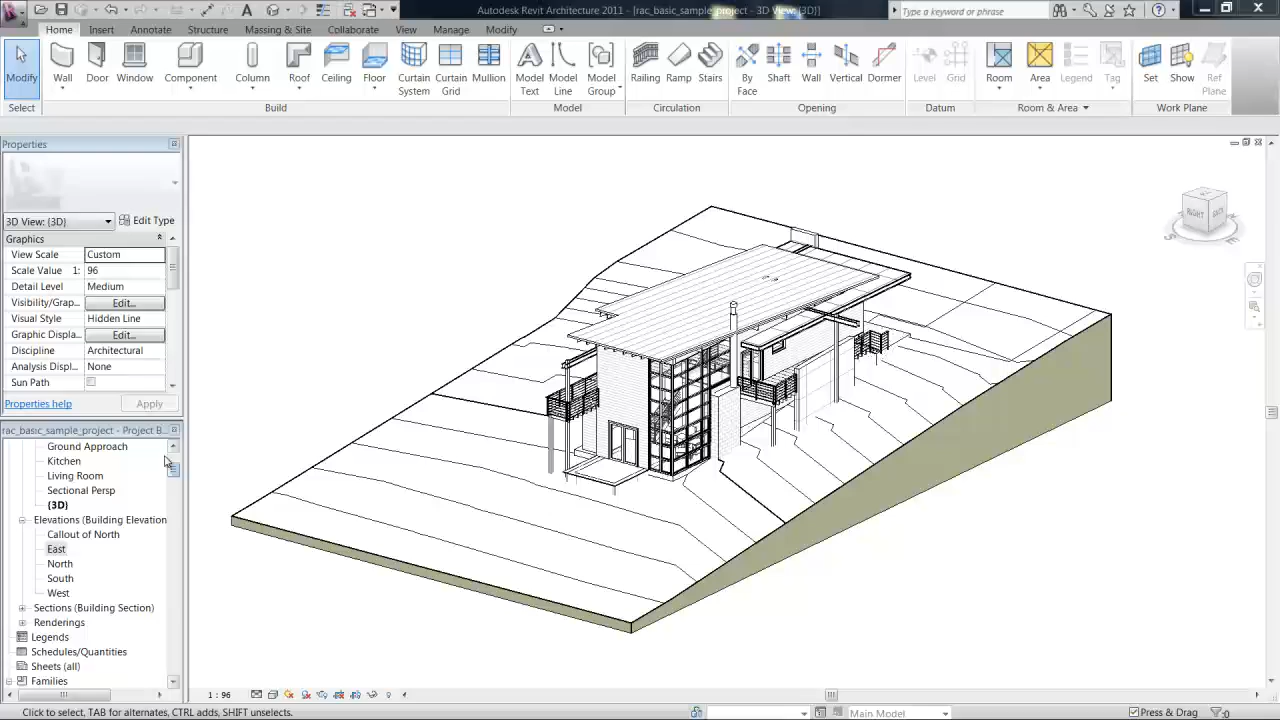 Autodesk Revit Architecture 2011 - [rac_basic_sample_project - 3D View: {3D}]
Type a keyword or phrase
Home Insert Annotate Structure Massing & Site Collaborate View Manage Modify
Modify Wall Door Window Component Column Roof Ceiling Floor Curtain System Curtain Grid Mullion Model Text Model Line Model Group Railing Ramp Stairs By Face Shaft Wall Vertical Dormer Level Grid Room Area Legend Tag Set Show Ref Plane
Select Build Model Circulation Opening Datum Room & Area Work Plane
Properties
3D View: {3D} Edit Type
Graphics
View Scale Custom
Scale Value 1: 96
Detail Level Medium
Visibility/Grap... Edit...
Visual Style Hidden Line
Graphic Displa... Edit...
Discipline Architectural
Analysis Displ... None
Sun Path
Properties help Apply
rac_basic_sample_project - Project B...
Ground Approach
Kitchen
Living Room
Sectional Persp
{3D}
Elevations (Building Elevation
Callout of North
East
North
South
West
Sections (Building Section)
Renderings
Legends
Schedules/Quantities
Sheets (all)
Families
RIGHT
1 : 96
Click to select, TAB for alternates, CTRL adds, SHIFT unselects.
Main Model
Press & Drag
:0